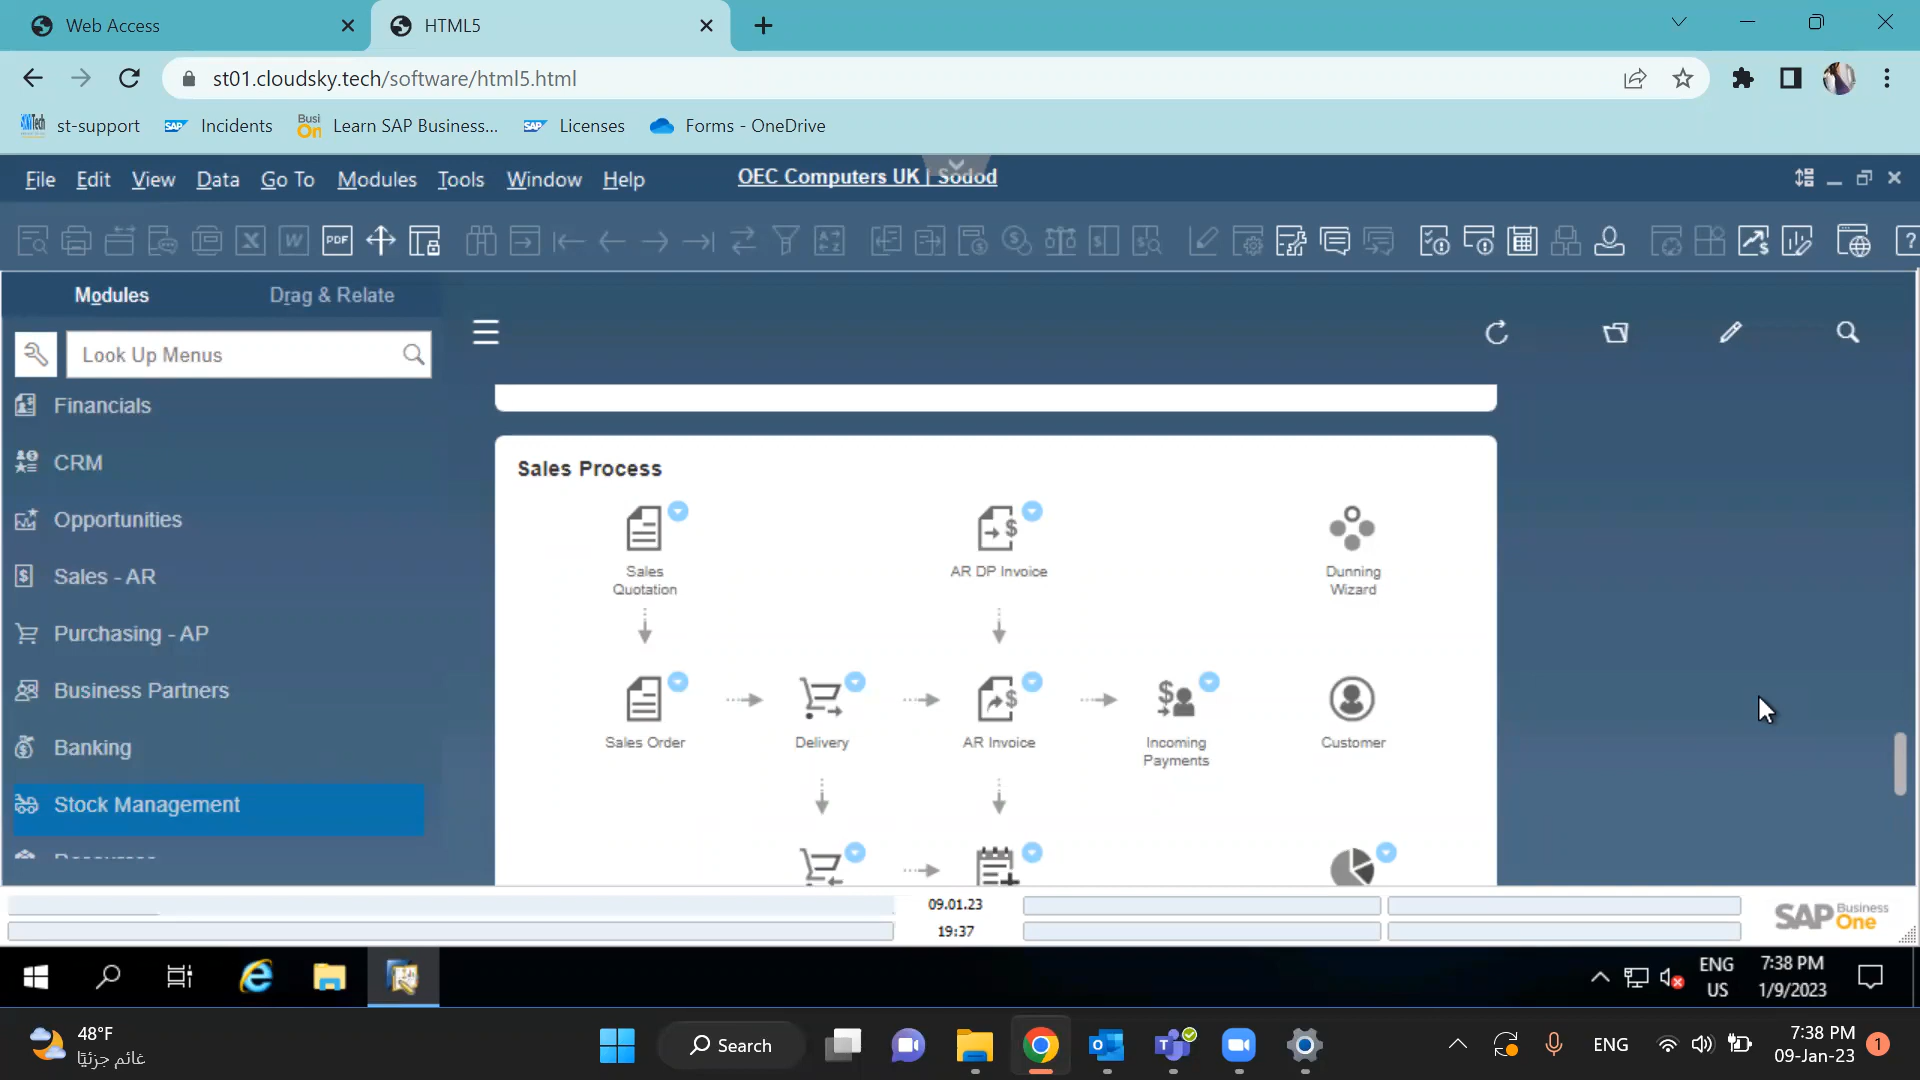 Web Access
HTML5
st01.cloudsky.tech/software/html5.html
st-support
Incidents
Busi
On
Learn SAP Business...
Licenses
Forms - OneDrive
File Edit View Data Go To Modules Tools Window Help
OEC Computers UK | Sodod
PDF
Modules
Drag & Relate
Look Up Menus
Financials
CRM
Opportunities
Sales - AR
Purchasing - AP
Business Partners
Banking
Stock Management
Sales Process
Sales
Quotation
AR DP Invoice
Dunning
Wizard
Sales Order
Delivery
AR Invoice
Incoming
Payments
Customer
09.01.23
19:37
SAP Business
One
ENG
US
7:38 PM
1/9/2023
48°F
غائم جزئيًا
Search
ENG
7:38 PM
09-Jan-23
1